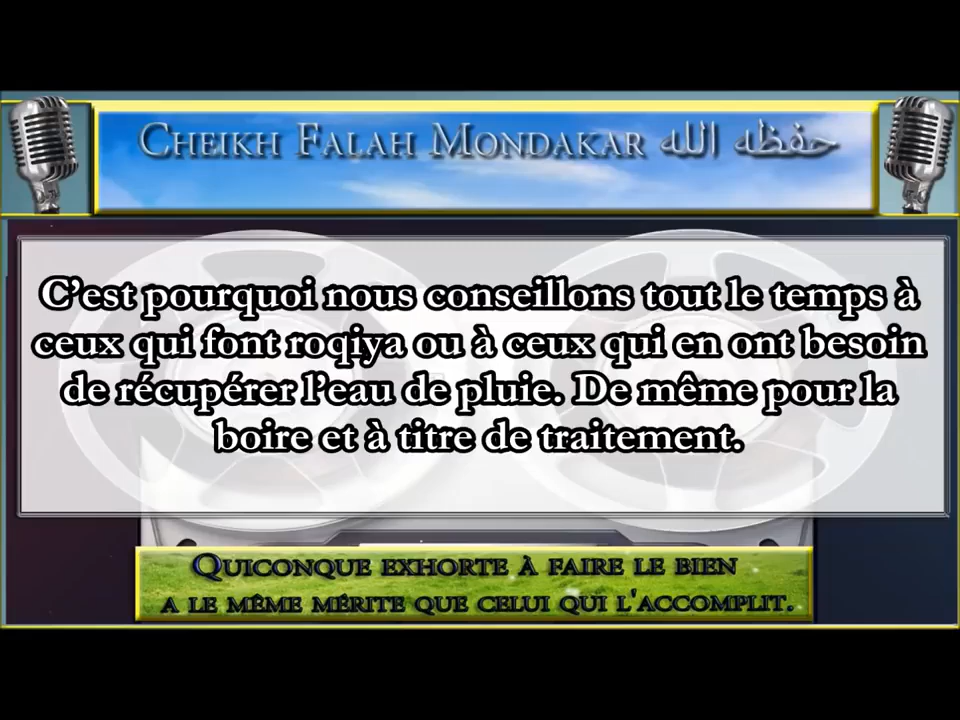 CHEIKH FALAH MONDAKAR حفظه الله
C'est pourquoi nous conseillons tout le temps à
ceux qui font roqiya ou à ceux qui en ont besoin
de récupérer l'eau de pluie. De même pour la
boire et à titre de traitement.
QUICONQUE EXHORTE À FAIRE LE BIEN
A LE MÊME MÉRITE QUE CELUI QUI L'ACCOMPLIT.